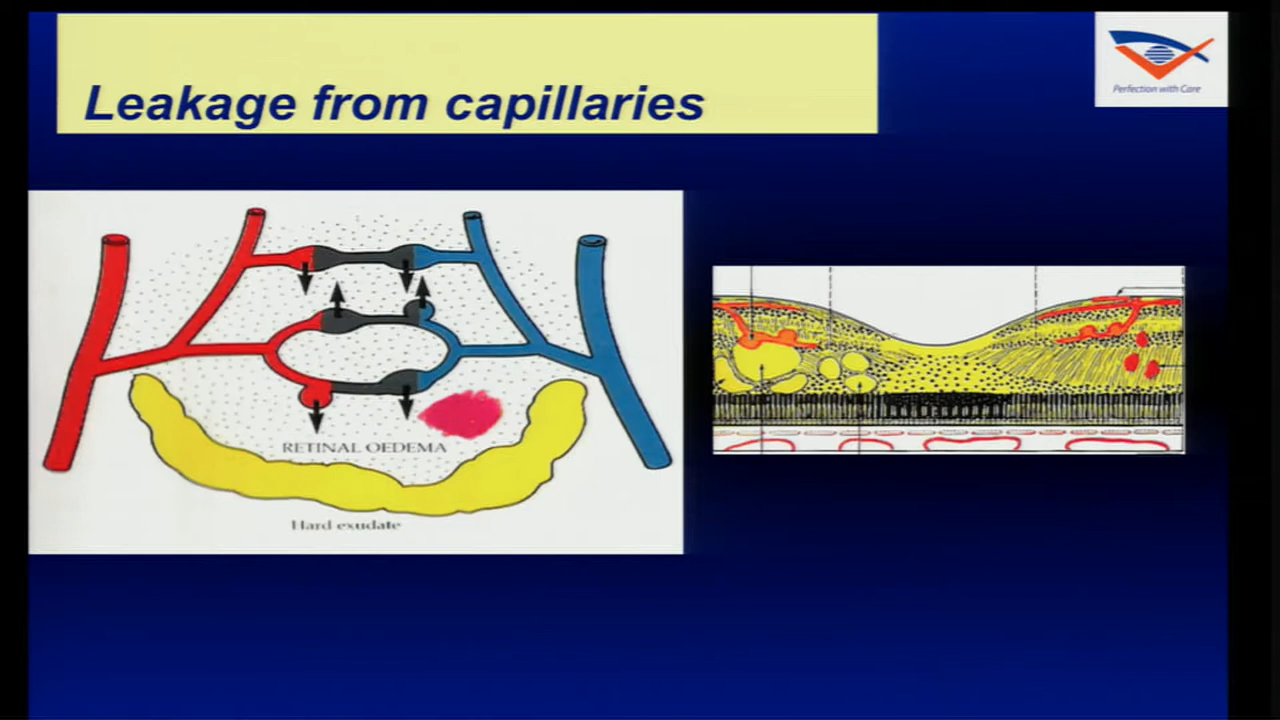 Leakage from capillaries
Perfection with Care
RETINAL OEDEMA
Hard exudate